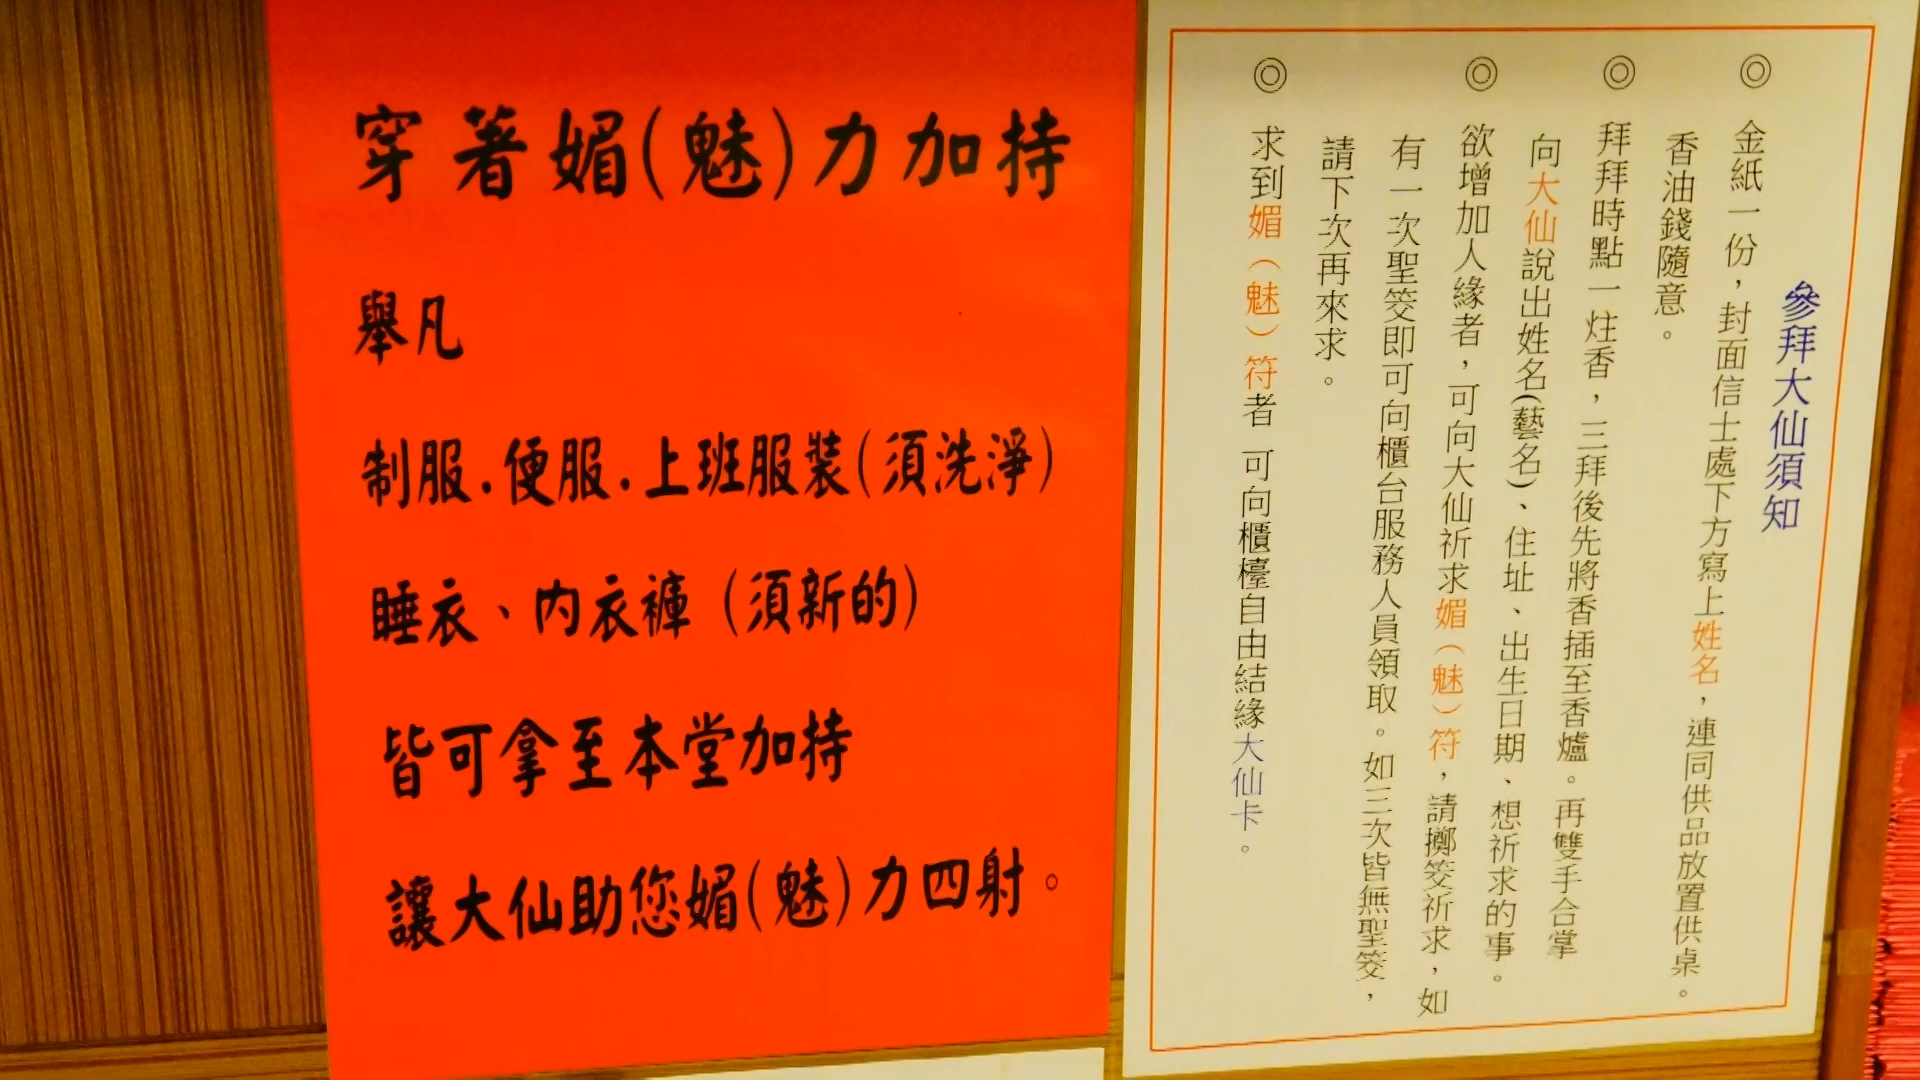 穿著媚(魅)力加持
舉凡
制服.便服.上班服裝(須洗淨)
睡衣、內衣褲(須新的)
皆可拿至本堂加持
讓大仙助您媚(魅)力四射。
參拜大仙須知
◎金紙一份，封面信士處下方寫上姓名，連同供品放置供桌。
香油錢隨意。
◎拜拜時點一炷香，三拜後先將香插至香爐。再雙手合掌
向大仙說出姓名(藝名)、住址、出生日期、想祈求的事。
◎欲增加人緣者，可向大仙祈求媚（魅）符，請擲筊祈求，如
有一次聖筊即可向櫃台服務人員領取。如三次皆無聖筊，
請下次再來求。
◎求到媚（魅）符者 可向櫃檯自由結緣大仙卡。